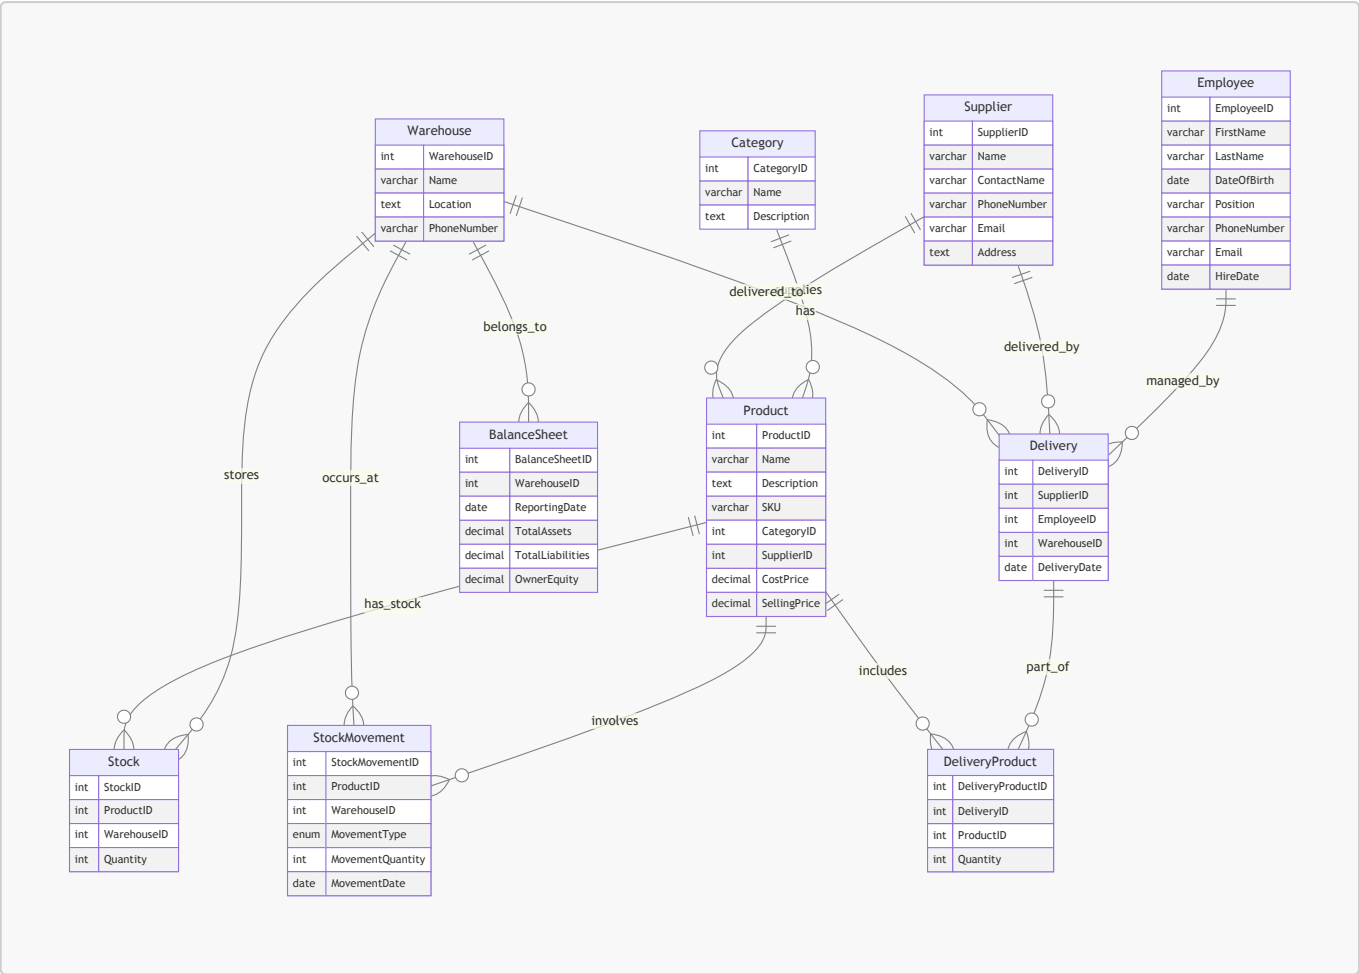 Employee
int EmployeeID
varchar FirstName
varchar LastName
date DateOfBirth
varchar Position
varchar PhoneNumber
varchar Email
date HireDate
Supplier
int SupplierID
varchar Name
varchar ContactName
varchar PhoneNumber
varchar Email
text Address
Warehouse
int WarehouseID
varchar Name
text Location
varchar PhoneNumber
Category
int CategoryID
varchar Name
text Description
delivered_to
supplies
has
belongs_to
delivered_by
managed_by
stores
occurs_at
BalanceSheet
int BalanceSheetID
int WarehouseID
date ReportingDate
decimal TotalAssets
decimal TotalLiabilities
decimal OwnerEquity
Product
int ProductID
varchar Name
text Description
varchar SKU
int CategoryID
int SupplierID
decimal CostPrice
decimal SellingPrice
Delivery
int DeliveryID
int SupplierID
int EmployeeID
int WarehouseID
date DeliveryDate
has_stock
includes
part_of
involves
Stock
int StockID
int ProductID
int WarehouseID
int Quantity
StockMovement
int StockMovementID
int ProductID
int WarehouseID
enum MovementType
int MovementQuantity
date MovementDate
DeliveryProduct
int DeliveryProductID
int DeliveryID
int ProductID
int Quantity